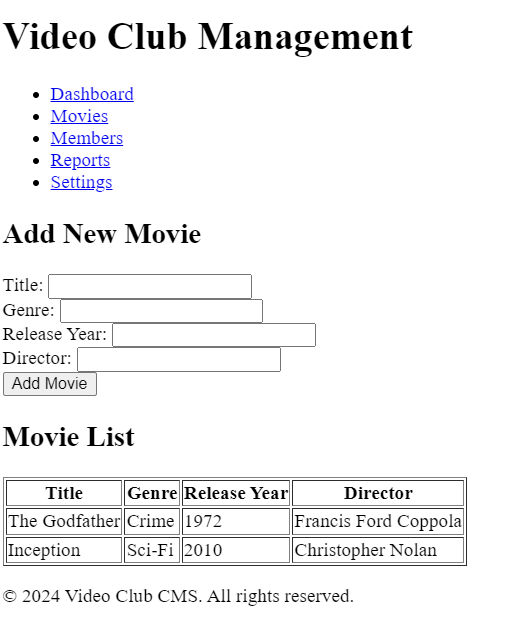 Video Club Management
Dashboard
Movies
Members
Reports
Settings
Add New Movie
Title:
Genre:
Release Year:
Director:
Add Movie
Movie List
Title Genre Release Year Director
The Godfather Crime 1972 Francis Ford Coppola
Inception Sci-Fi 2010 Christopher Nolan
© 2024 Video Club CMS. All rights reserved.